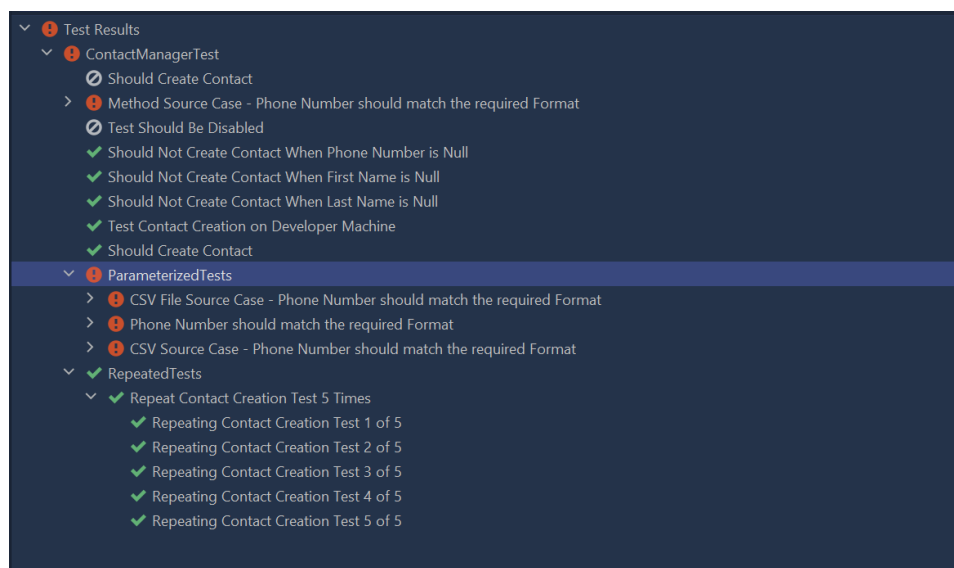 Test Results
ContactManagerTest
Should Create Contact
Method Source Case - Phone Number should match the required Format
Test Should Be Disabled
Should Not Create Contact When Phone Number is Null
Should Not Create Contact When First Name is Null
Should Not Create Contact When Last Name is Null
Test Contact Creation on Developer Machine
Should Create Contact
ParameterizedTests
CSV File Source Case - Phone Number should match the required Format
Phone Number should match the required Format
CSV Source Case - Phone Number should match the required Format
RepeatedTests
Repeat Contact Creation Test 5 Times
Repeating Contact Creation Test 1 of 5
Repeating Contact Creation Test 2 of 5
Repeating Contact Creation Test 3 of 5
Repeating Contact Creation Test 4 of 5
Repeating Contact Creation Test 5 of 5